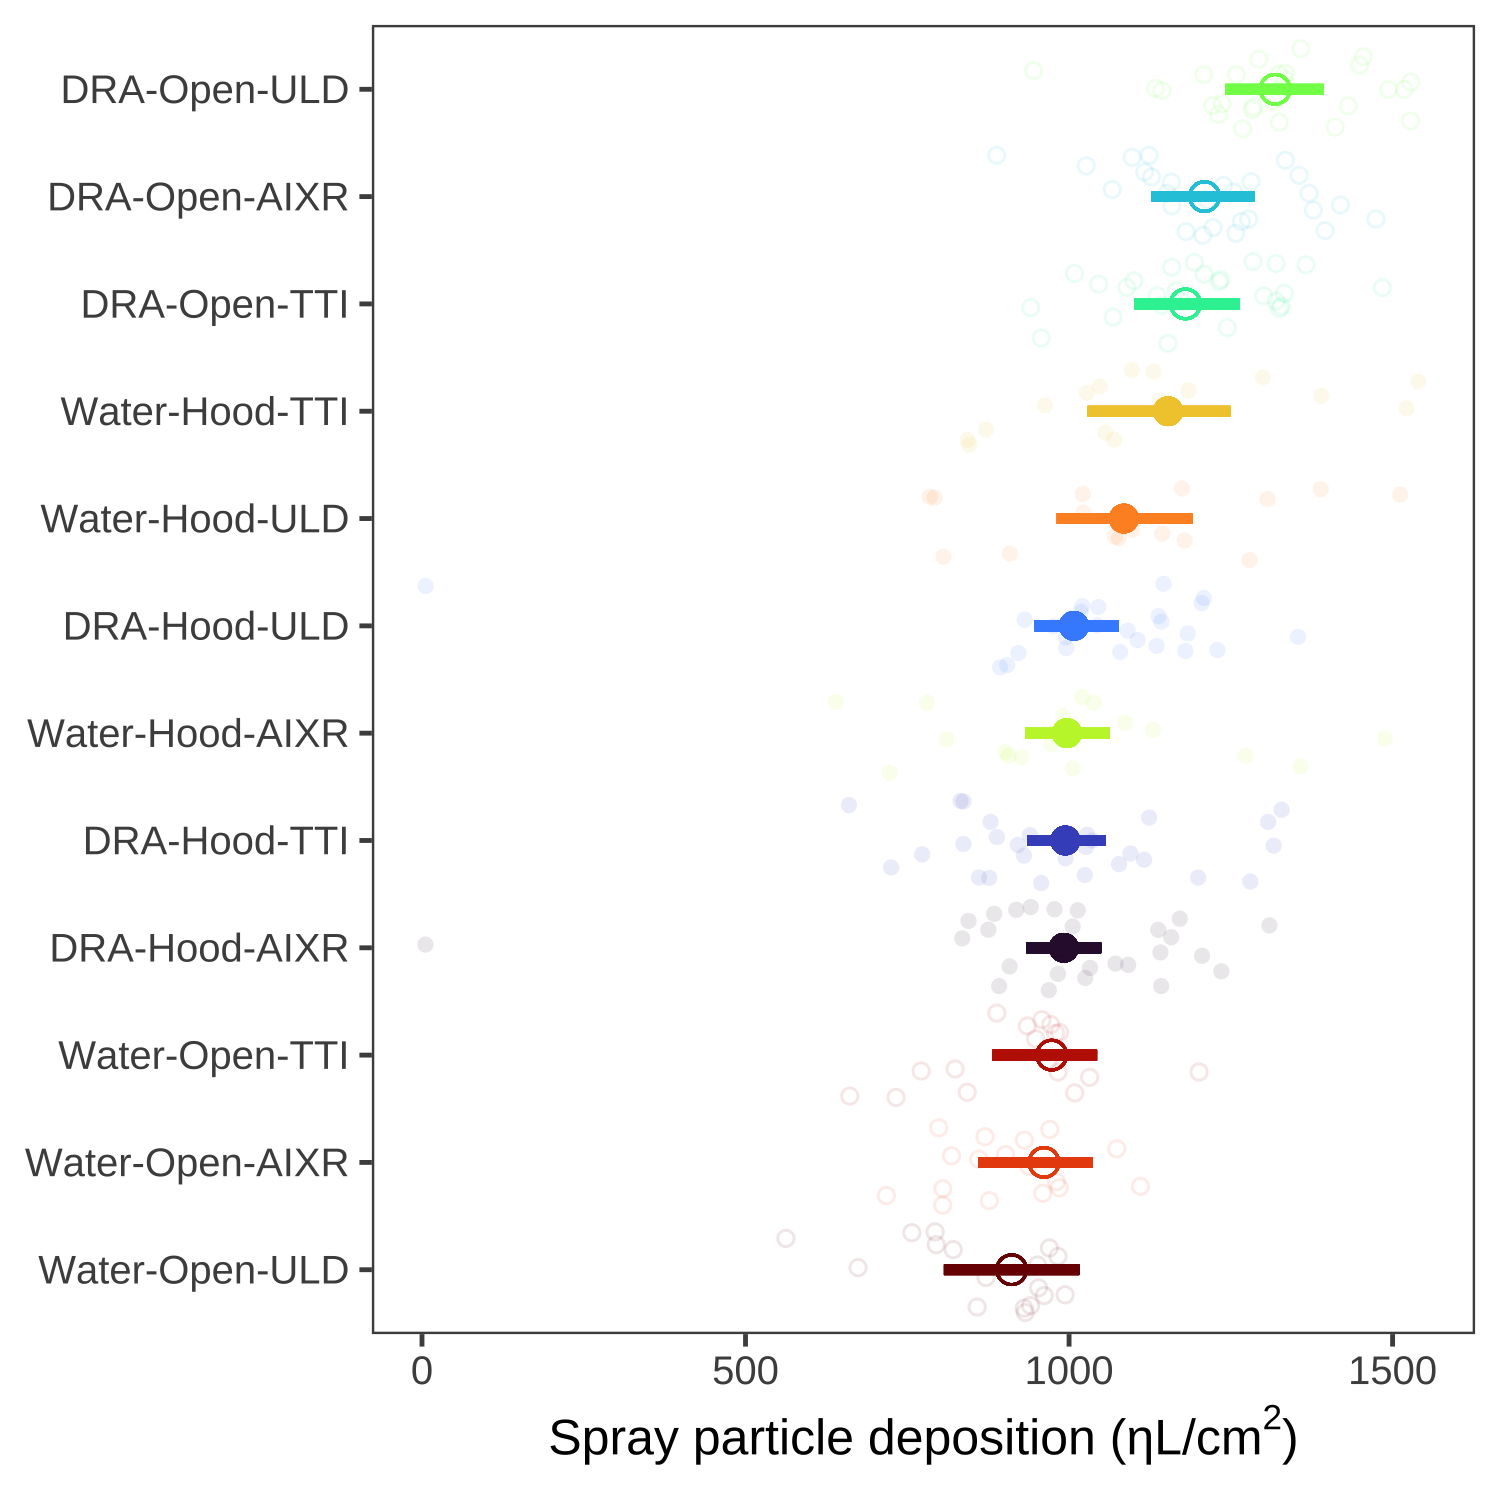 DRA-Open-ULD
DRA-Open-AIXR
DRA-Open-TTI
Water-Hood-TTI
Water-Hood-ULD
DRA-Hood-ULD
Water-Hood-AIXR
DRA-Hood-TTI
DRA-Hood-AIXR
Water-Open-TTI
Water-Open-AIXR
Water-Open-ULD
0 500 1000 1500
Spray particle deposition (ηL/cm²)